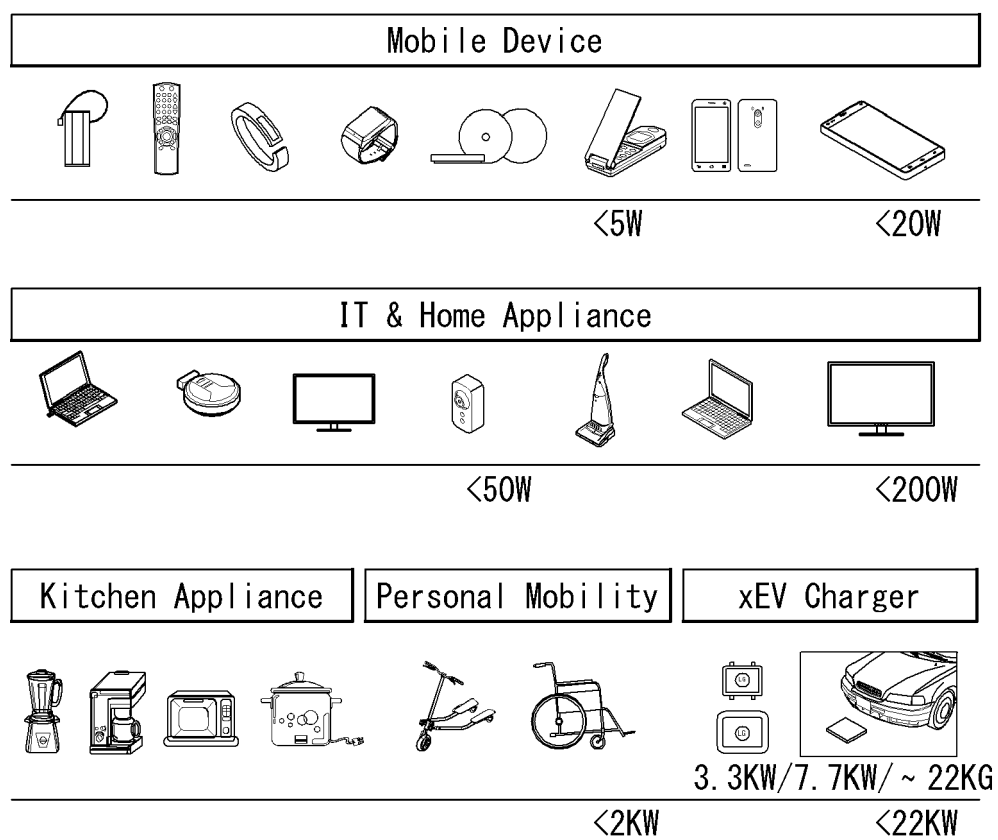 Mobile Device
<5W <20W
IT & Home Appliance
<50W <200W
Kitchen Appliance Personal Mobility xEV Charger
LG
LG
3.3KW/7.7KW/~22KG
<2KW <22KW